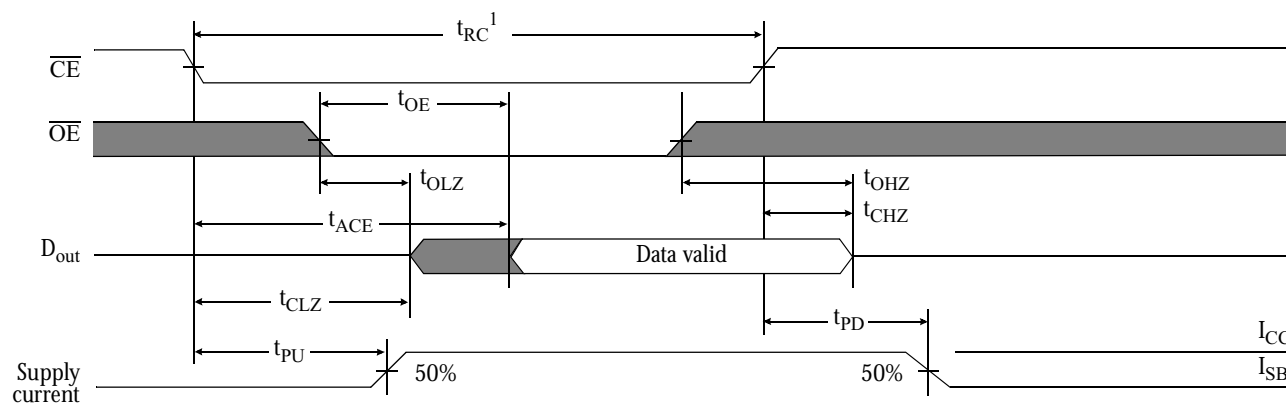 tRC1
CE
tOE
OE
tOLZ
tOHZ
tACE
tCHZ
Dout
Data valid
tCLZ
tPD
tPU
ICC
Supply
current
50%
50%
ISB